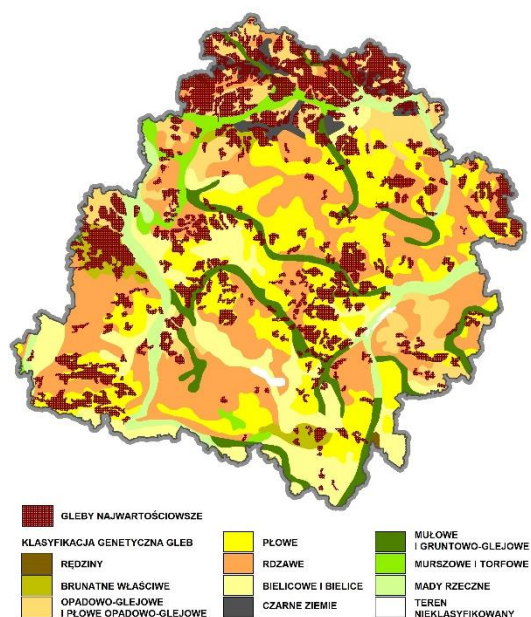 GLEBY NAJWARTOŚCIOWSZE
KLASYFIKACJA GENETYCZNA GLEB
RĘDZINY
BRUNATNE WŁAŚCIWE
OPADOWO-GLEJOWE
I PŁOWE OPADOWO-GLEJOWE
PŁOWE
RDZAWE
BIELICOWE I BIELICE
CZARNE ZIEMIE
MUŁOWE
I GRUNTOWO-GLEJOWE
MURSZOWE I TORFOWE
MADY RZECZNE
TEREN
NIEKLASYFIKOWANY